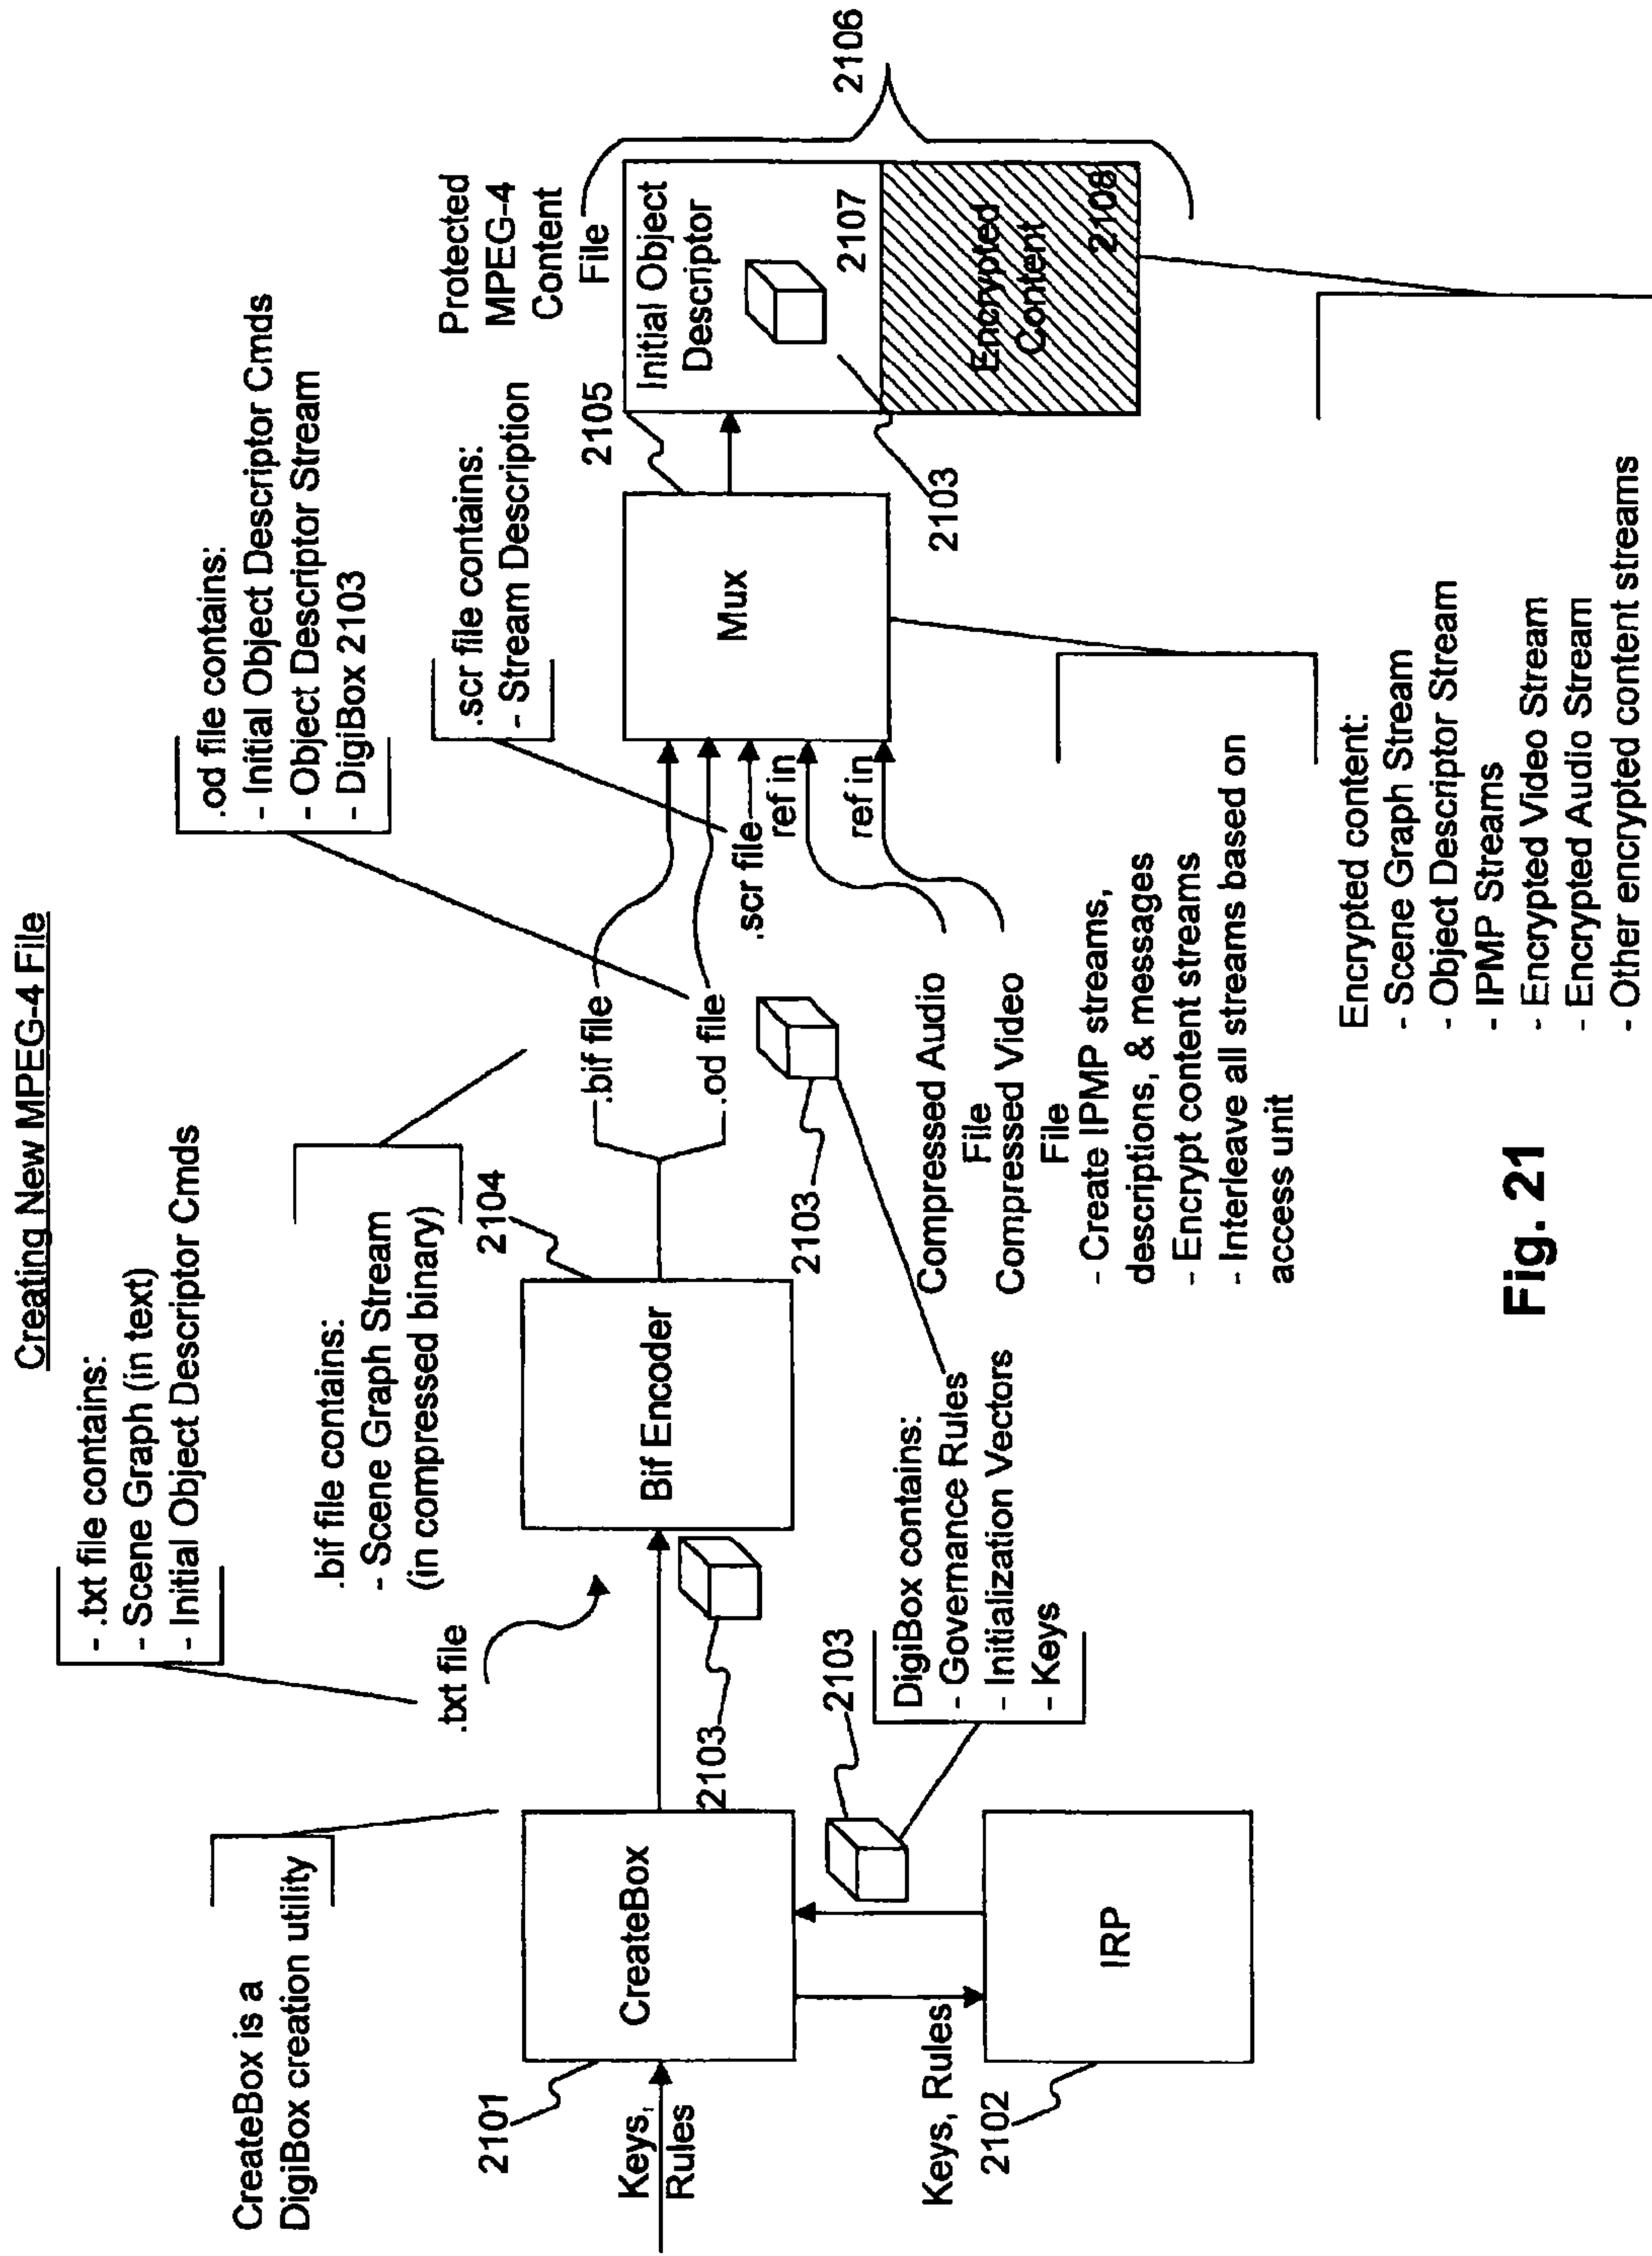 Creating New MPEG-4 File
CreateBox is a
DigiBox creation utility
- .txt file contains:
- Scene Graph (in text)
- Initial Object Descriptor Cmds
.bif file contains:
- Scene Graph Stream
(in compressed binary)
.od file contains:
- Initial Object Descriptor Cmds
- Object Descriptor Stream
- DigiBox 2103
.scr file contains:
- Stream Description
Protected
MPEG-4
Content
File
2101
Keys,
Rules
CreateBox
.txt file
2103
Bif Encoder
2104
.bif file
.od file
2103
.scr file
ref in
ref in
Mux
2105
Initial Object
Descriptor
2107
2103
Encrypted
Content
2108
2106
Keys, Rules
2102
IRP
2103
DigiBox contains:
- Governance Rules
- Initialization Vectors
- Keys
Compressed Audio
File
Compressed Video
File
- Create IPMP streams,
descriptions, & messages
- Encrypt content streams
- Interleave all streams based on
access unit
Encrypted content:
- Scene Graph Stream
- Object Descriptor Stream
- IPMP Streams
- Encrypted Video Stream
- Encrypted Audio Stream
- Other encrypted content streams
Fig. 21